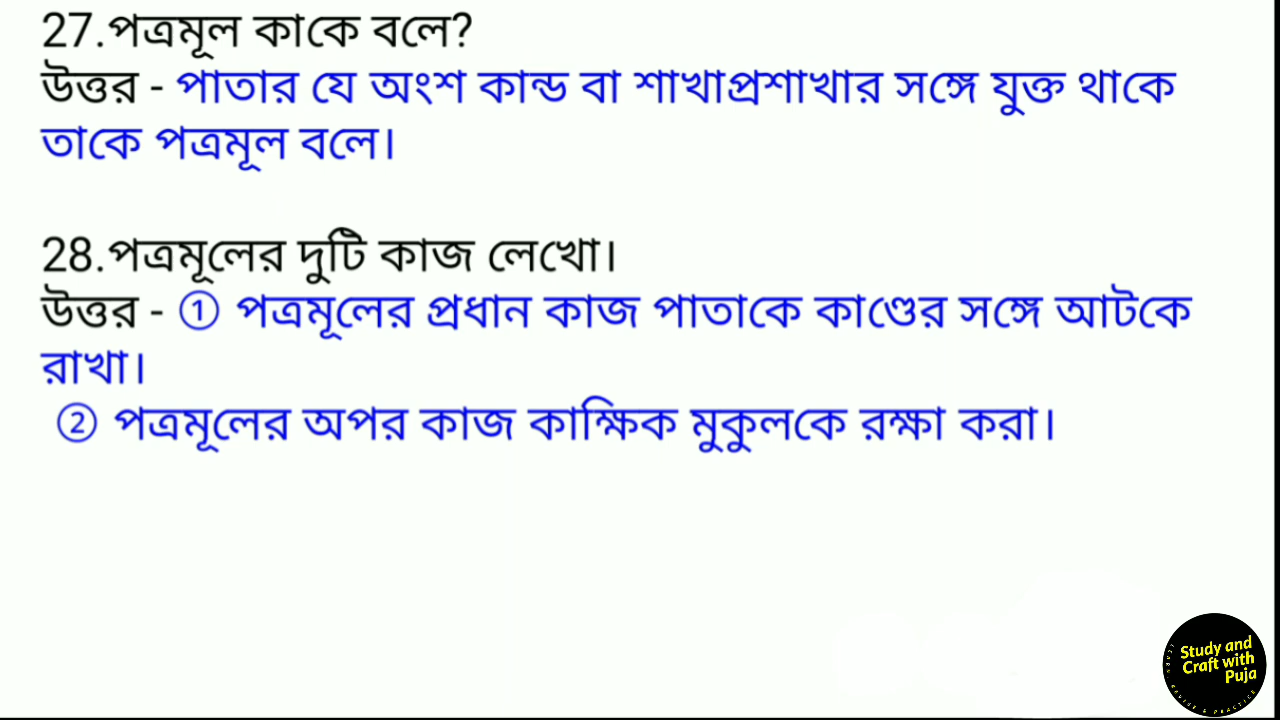 27.পত্রমূল কাকে বলে?
উত্তর - পাতার যে অংশ কান্ড বা শাখাপ্রশাখার সঙ্গে যুক্ত থাকে
তাকে পত্রমূল বলে।
28.পত্রমূলের দুটি কাজ লেখো।
উত্তর - ① পত্রমূলের প্রধান কাজ পাতাকে কাণ্ডের সঙ্গে আটকে
রাখা।
② পত্রমূলের অপর কাজ কাক্ষিক মুকুলকে রক্ষা করা।
Study and
Craft with
Puja